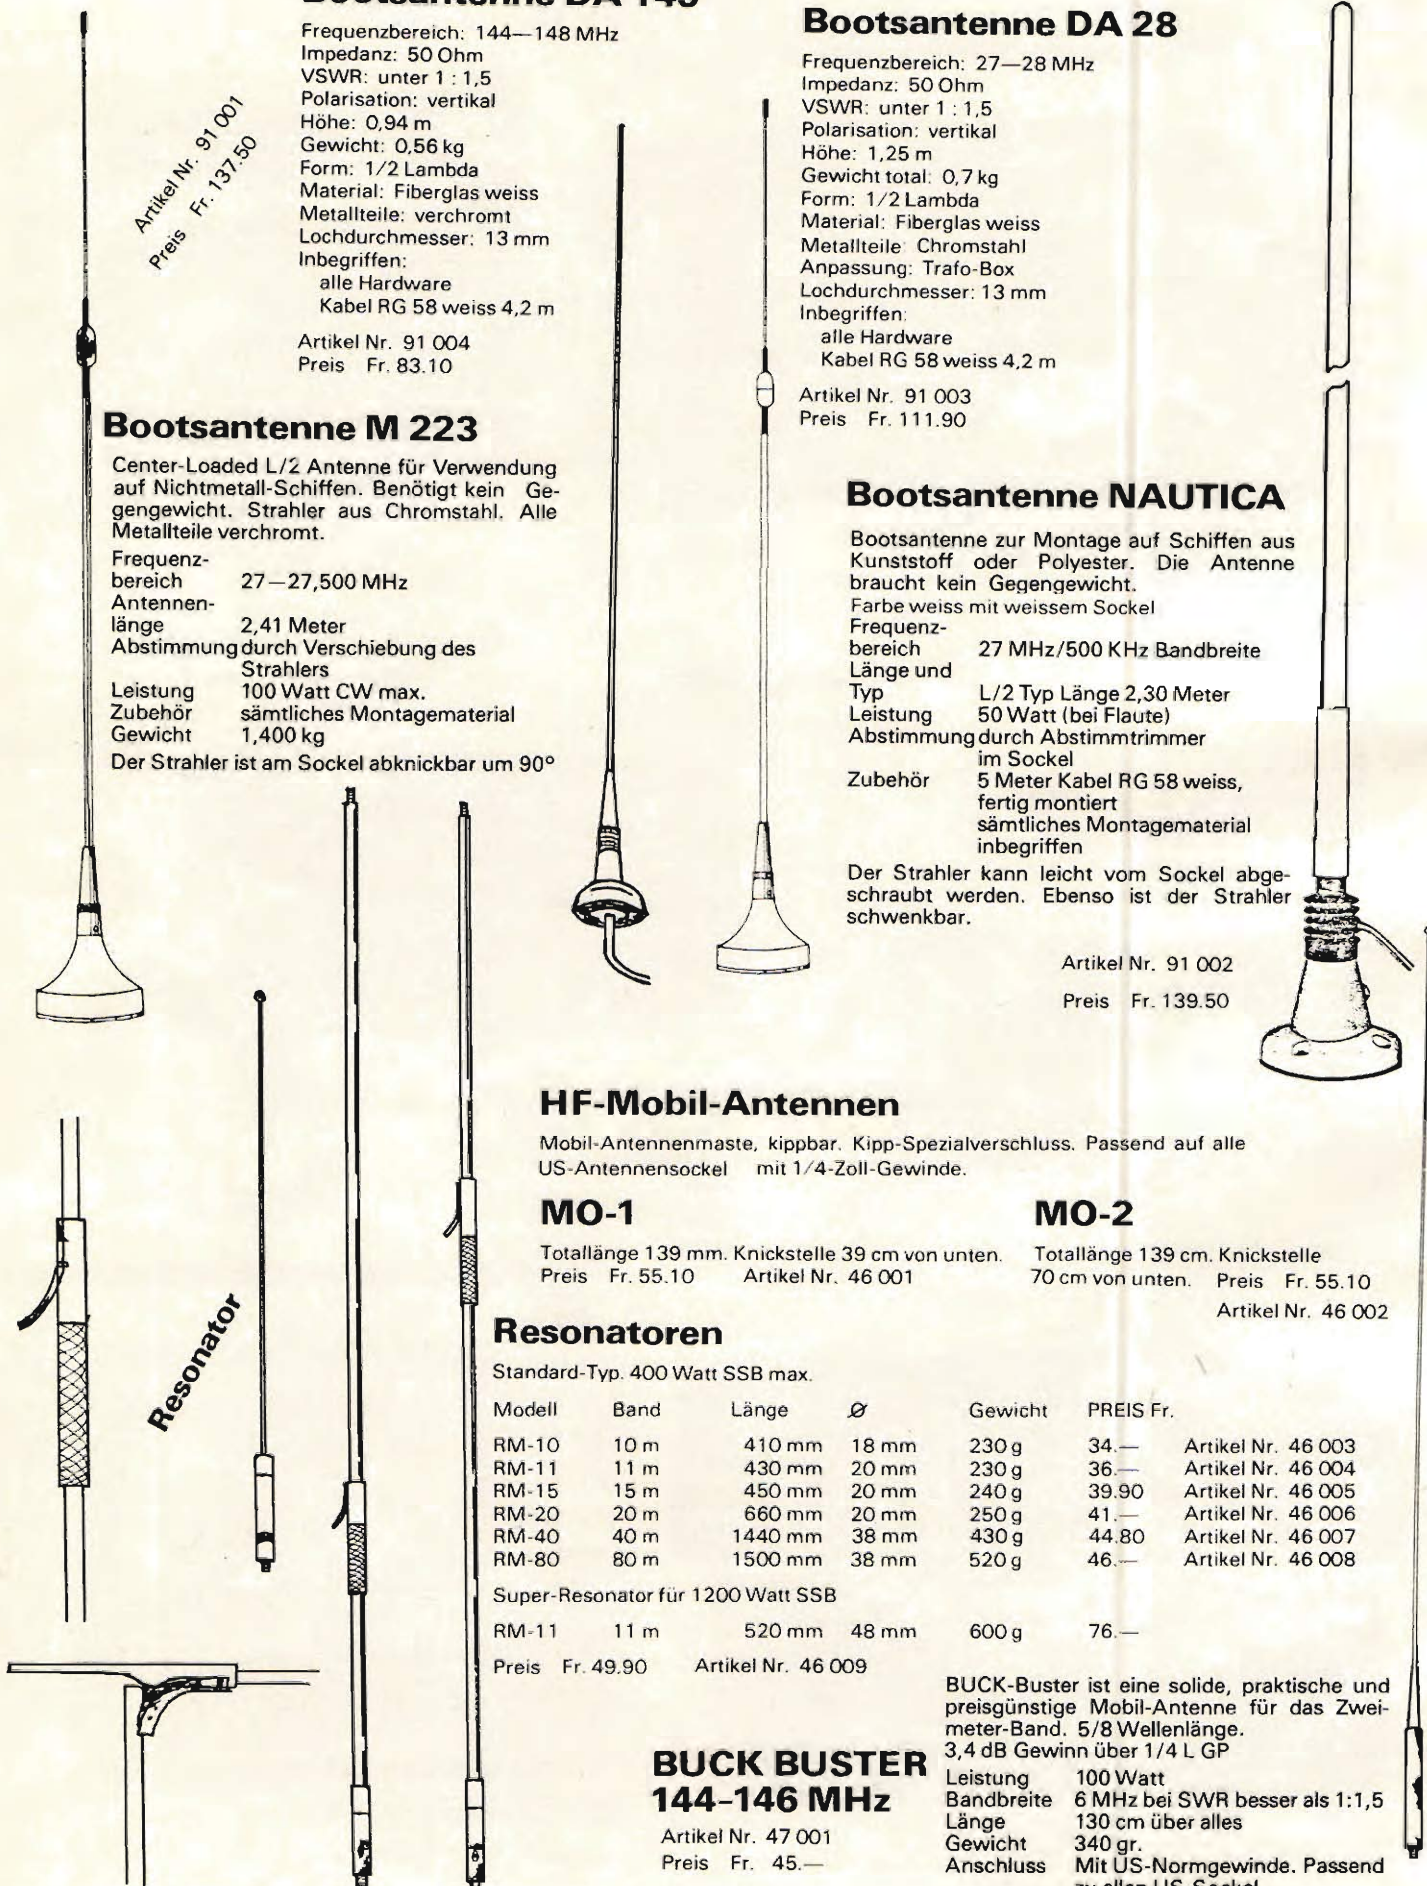 Bootsantenne DA 145
Frequenzbereich: 144—148 MHz
Impedanz: 50 Ohm
VSWR: unter 1 : 1,5
Polarisation: vertikal
Höhe: 0,94 m
Gewicht: 0,56 kg
Form: 1/2 Lambda
Material: Fiberglas weiss
Metallteile: verchromt
Lochdurchmesser: 13 mm
Inbegriffen:
alle Hardware
Kabel RG 58 weiss 4,2 m
Artikel Nr. 91 004
Preis Fr. 83.10
Artikel Nr. 91 001
Preis Fr. 137.50
Bootsantenne M 223
Center-Loaded L/2 Antenne für Verwendung
auf Nichtmetall-Schiffen. Benötigt kein Ge-
gengewicht. Strahler aus Chromstahl. Alle
Metallteile verchromt.
Frequenz-
bereich 27—27,500 MHz
Antennen-
länge 2,41 Meter
Abstimmung durch Verschiebung des
Strahlers
Leistung 100 Watt CW max.
Zubehör sämtliches Montagematerial
Gewicht 1,400 kg
Der Strahler ist am Sockel abknickbar um 90°
Bootsantenne DA 28
Frequenzbereich: 27—28 MHz
Impedanz: 50 Ohm
VSWR: unter 1 : 1,5
Polarisation: vertikal
Höhe: 1,25 m
Gewicht total: 0,7 kg
Form: 1/2 Lambda
Material: Fiberglas weiss
Metallteile: Chromstahl
Anpassung: Trafo-Box
Lochdurchmesser: 13 mm
Inbegriffen:
alle Hardware
Kabel RG 58 weiss 4,2 m
Artikel Nr. 91 003
Preis Fr. 111.90
Bootsantenne NAUTICA
Bootsantenne zur Montage auf Schiffen aus
Kunststoff oder Polyester. Die Antenne
braucht kein Gegengewicht.
Farbe weiss mit weissem Sockel
Frequenz-
bereich 27 MHz/500 KHz Bandbreite
Länge und
Typ L/2 Typ Länge 2,30 Meter
Leistung 50 Watt (bei Flaute)
Abstimmung durch Abstimmtrimmer
im Sockel
Zubehör 5 Meter Kabel RG 58 weiss,
fertig montiert
sämtliches Montagematerial
inbegriffen
Der Strahler kann leicht vom Sockel abge-
schraubt werden. Ebenso ist der Strahler
schwenkbar.
Artikel Nr. 91 002
Preis Fr. 139.50
HF-Mobil-Antennen
Mobil-Antennenmaste, kippbar. Kipp-Spezialverschluss. Passend auf alle
US-Antennensockel mit 1/4-Zoll-Gewinde.
MO-1
Totallänge 139 mm. Knickstelle 39 cm von unten.
Preis Fr. 55.10 Artikel Nr. 46 001
MO-2
Totallänge 139 cm. Knickstelle
70 cm von unten. Preis Fr. 55.10
Artikel Nr. 46 002
Resonator
Resonatoren
Standard-Typ. 400 Watt SSB max.
Modell Band Länge Ø Gewicht PREIS Fr.
RM-10 10 m 410 mm 18 mm 230 g 34.— Artikel Nr. 46 003
RM-11 11 m 430 mm 20 mm 230 g 36.— Artikel Nr. 46 004
RM-15 15 m 450 mm 20 mm 240 g 39.90 Artikel Nr. 46 005
RM-20 20 m 660 mm 20 mm 250 g 41.— Artikel Nr. 46 006
RM-40 40 m 1440 mm 38 mm 430 g 44.80 Artikel Nr. 46 007
RM-80 80 m 1500 mm 38 mm 520 g 46.— Artikel Nr. 46 008
Super-Resonator für 1200 Watt SSB
RM-11 11 m 520 mm 48 mm 600 g 76.—
Preis Fr. 49.90 Artikel Nr. 46 009
BUCK BUSTER
144–146 MHz
Artikel Nr. 47 001
Preis Fr. 45.—
BUCK-Buster ist eine solide, praktische und
preisgünstige Mobil-Antenne für das Zwei-
meter-Band. 5/8 Wellenlänge.
3,4 dB Gewinn über 1/4 L GP
Leistung 100 Watt
Bandbreite 6 MHz bei SWR besser als 1:1,5
Länge 130 cm über alles
Gewicht 340 gr.
Anschluss Mit US-Normgewinde. Passend
zu allen US-Sockel